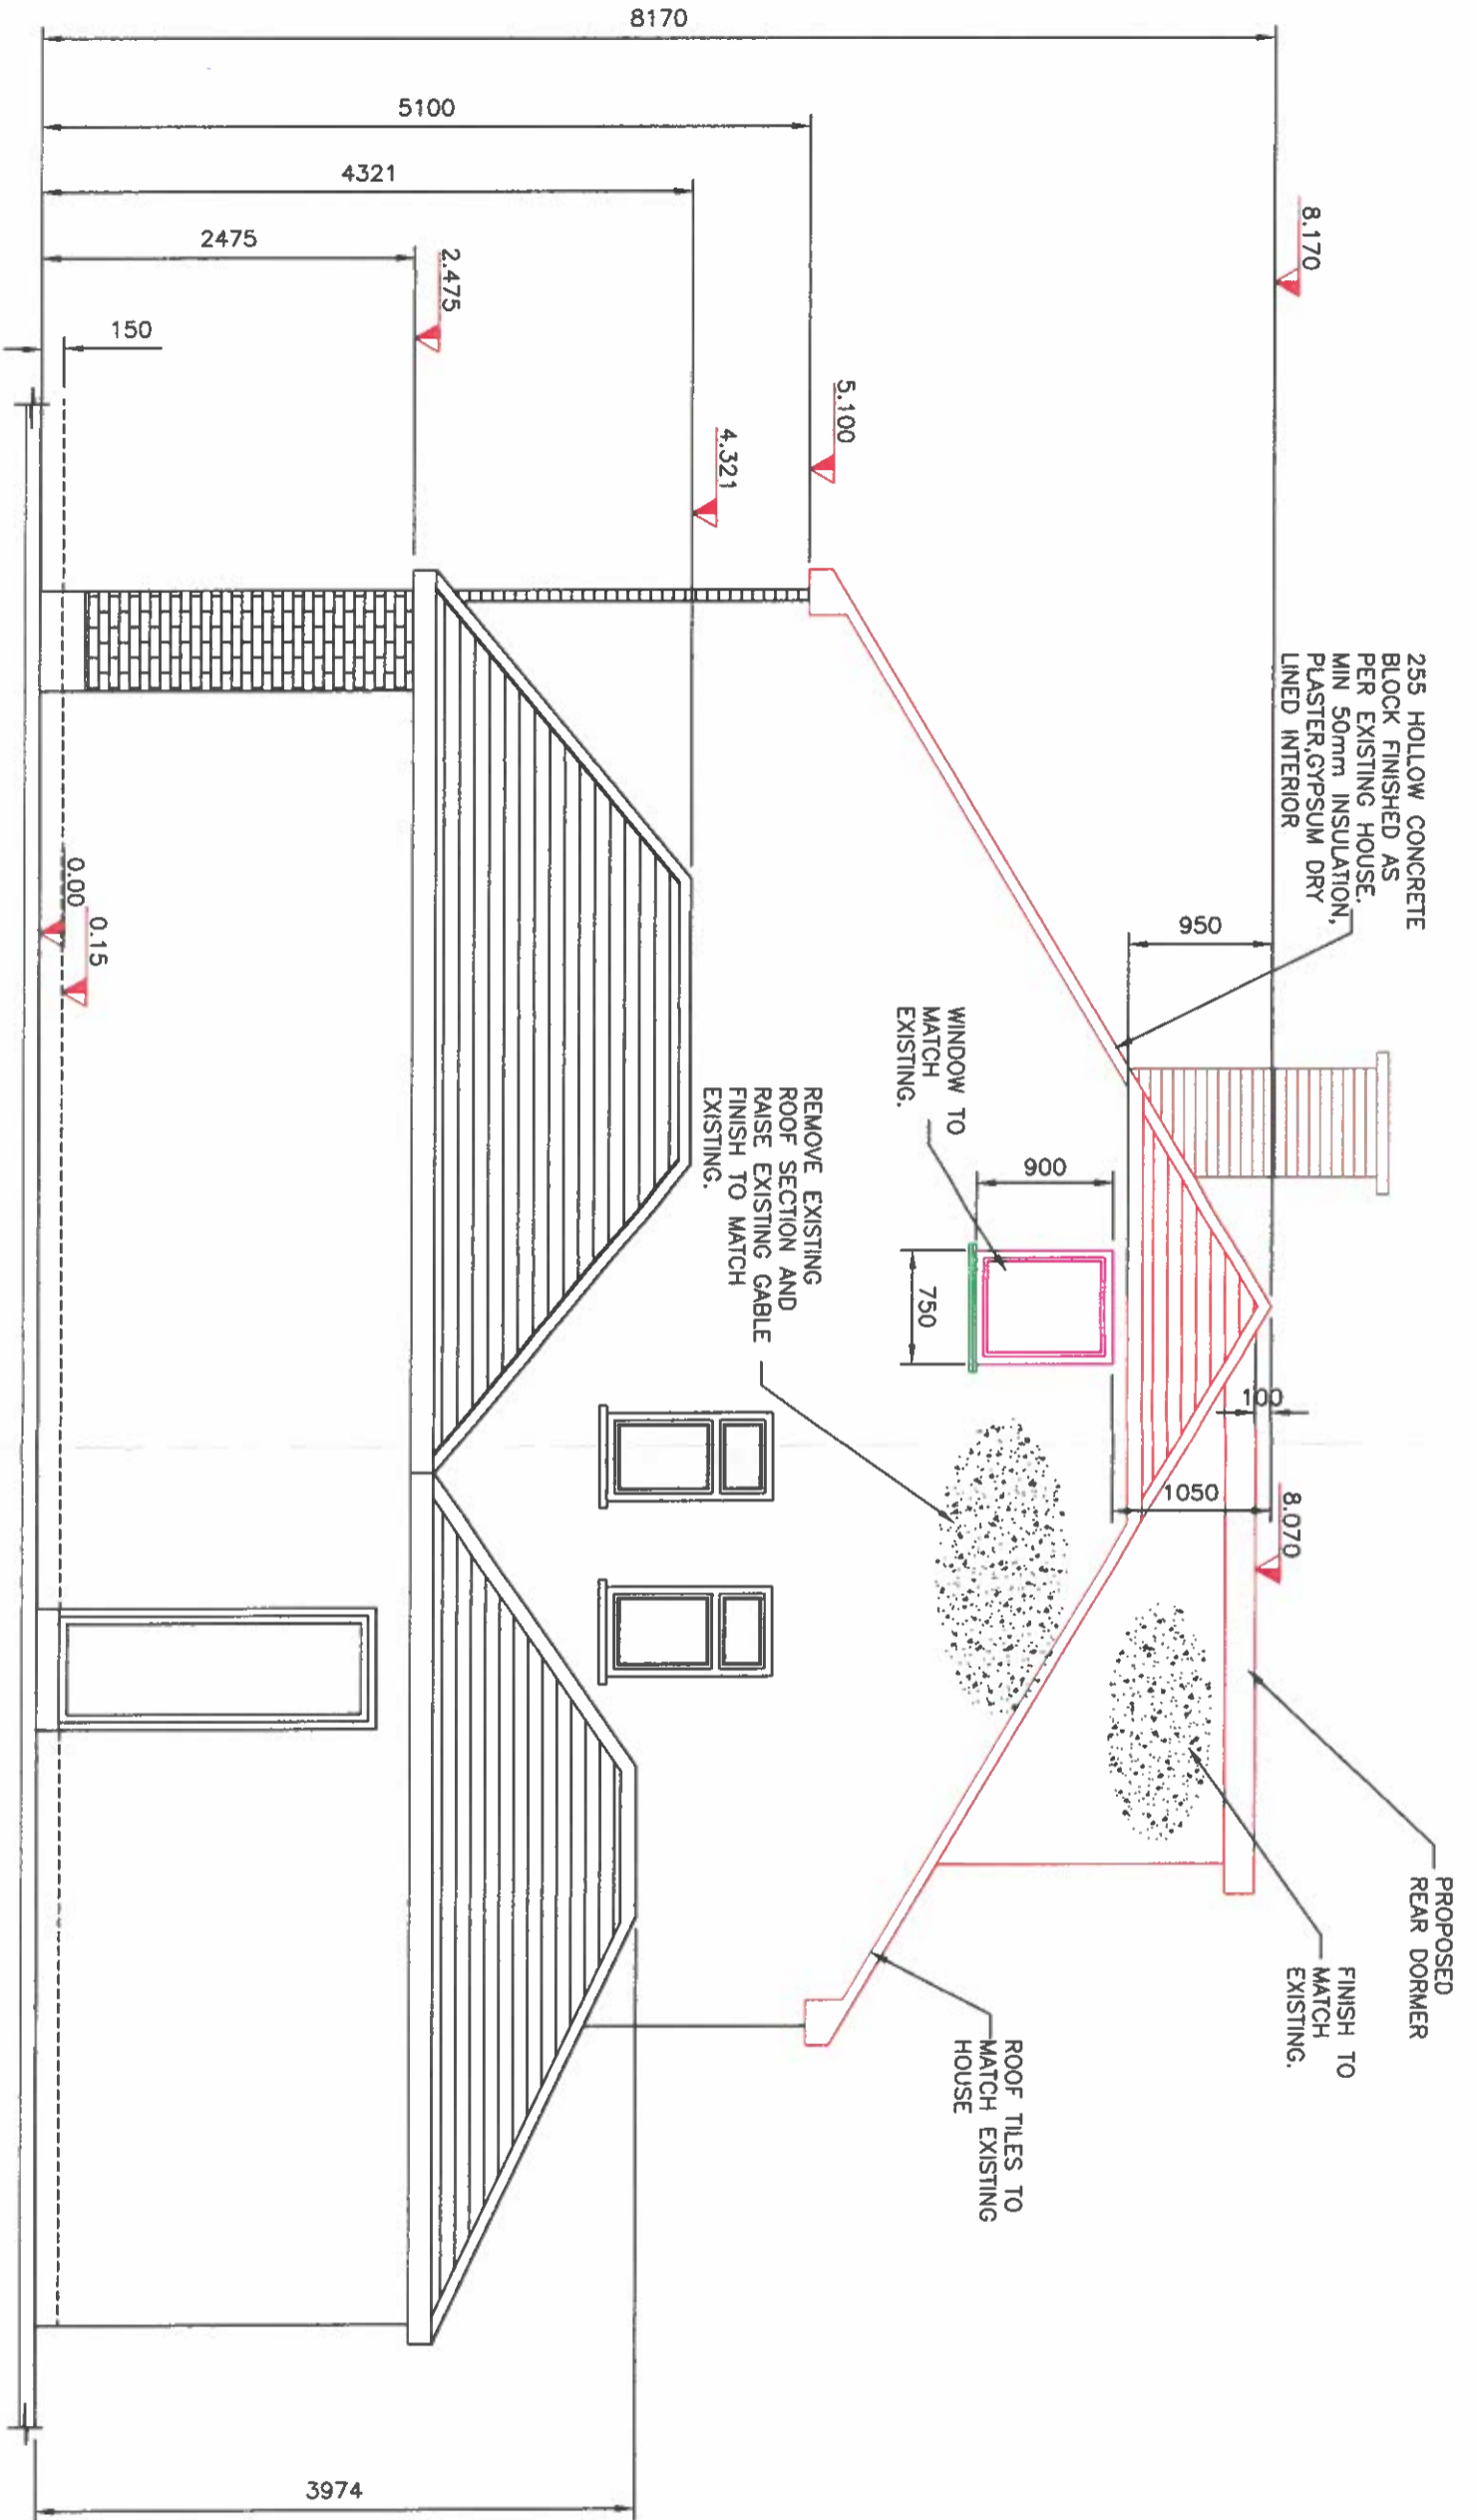 8170
5100
4321
2475
150
8.170
5.100
4.321
2.475
0.00
0.15
255 HOLLOW CONCRETE
BLOCK FINISHED AS
PER EXISTING HOUSE.
MIN 50mm INSULATION,
PLASTER,GYPSUM DRY
LINED INTERIOR
950
WINDOW TO
MATCH
EXISTING.
900
750
REMOVE EXISTING
ROOF SECTION AND
RAISE EXISTING GABLE
FINISH TO MATCH
EXISTING.
100
1050
8.070
PROPOSED
REAR DORMER
FINISH TO
MATCH
EXISTING.
ROOF TILES TO
MATCH EXISTING
HOUSE
3974